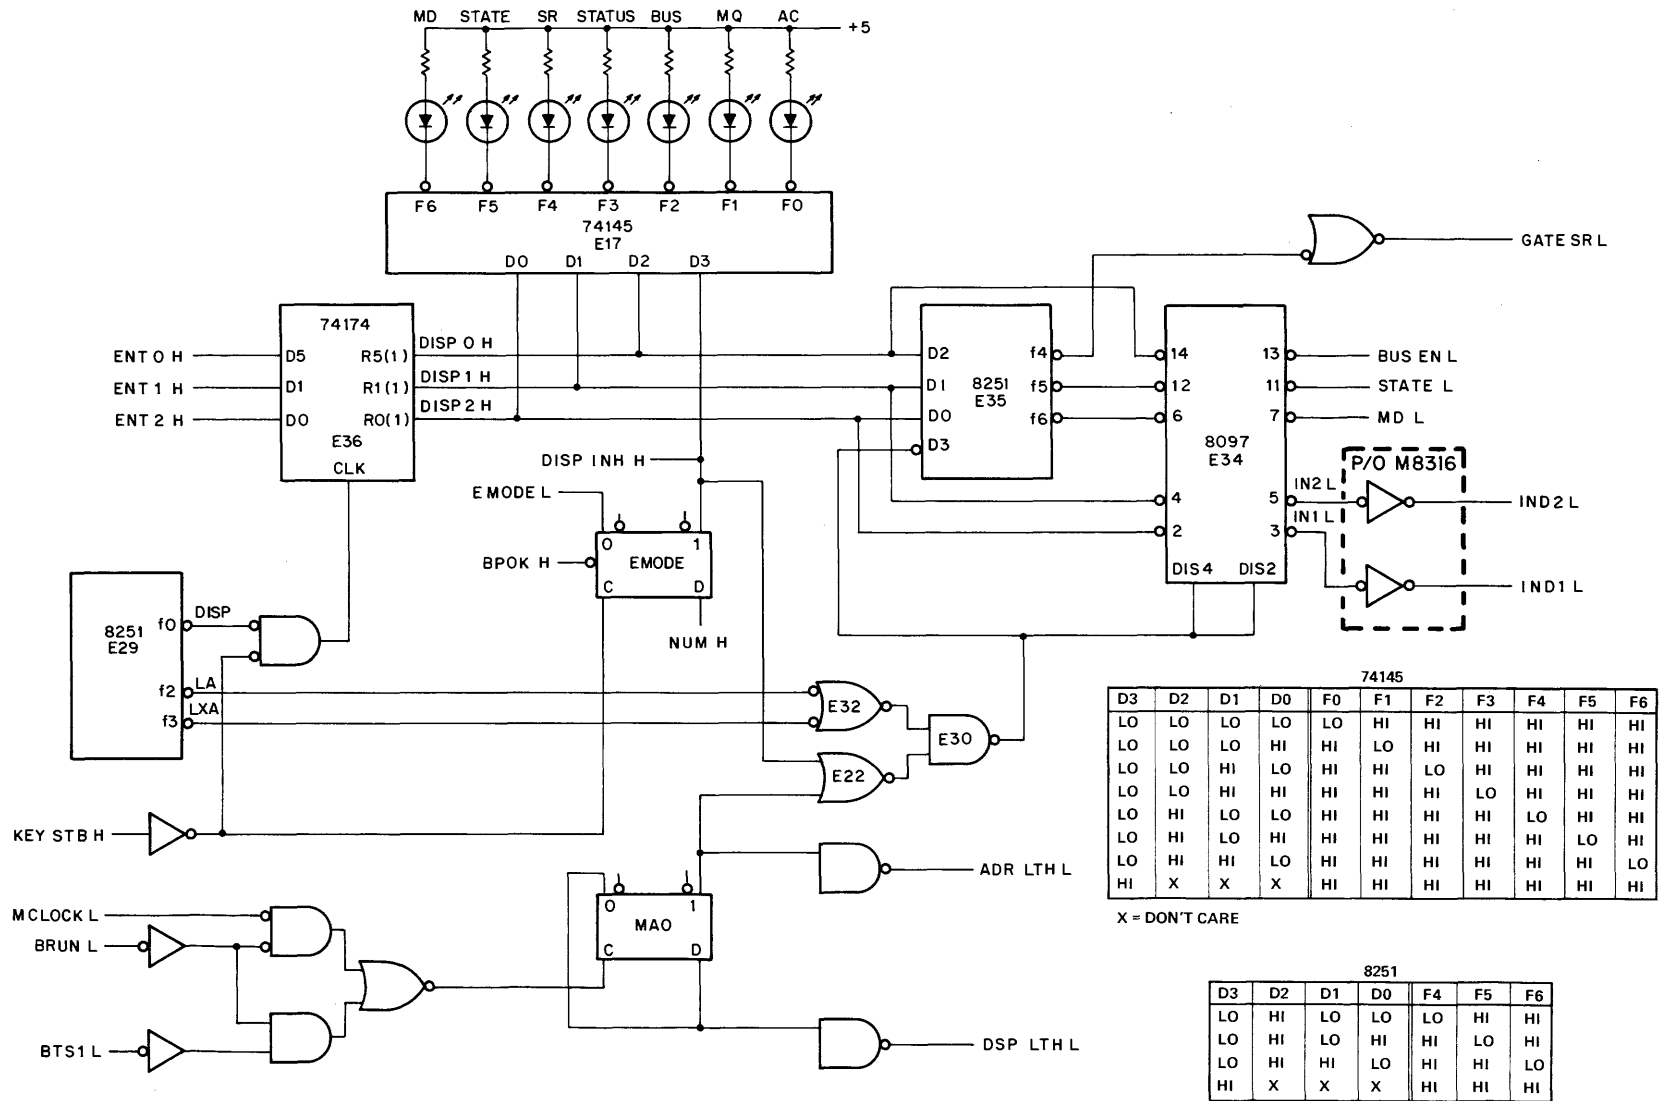 MD STATE SR STATUS BUS MQ AC
+5
F6 F5 F4 F3 F2 F1 F0
74145
E17
D0 D1 D2 D3
GATE SR L
74174
ENT 0 H D5 R5(1) DISP 0 H
ENT 1 H D1 R1(1) DISP 1 H
ENT 2 H D0 R0(1) DISP 2 H
E36
CLK
D2 f4
D1 8251 f5
E35
D0 f6
D3
14 13 BUS EN L
12 11 STATE L
6 7 MD L
8097
E34
P/O M8316
4 5 IN2 L IND2 L
2 3 IN1 L IND1 L
DIS4 DIS2
DISP INH H
EMODE L
0 1
BPOK H EMODE
C D
NUM H
8251
E29
f0 DISP
f2 LA
f3 LXA
E32
E30
E22
KEY STB H
0 1
MA0
C D
ADR LTH L
MCLOCK L
BRUN L
BTS1 L
DSP LTH L
74145
D3 D2 D1 D0 F0 F1 F2 F3 F4 F5 F6
LO LO LO LO LO HI HI HI HI HI HI
LO LO LO HI HI LO HI HI HI HI HI
LO LO HI LO HI HI LO HI HI HI HI
LO LO HI HI HI HI HI LO HI HI HI
LO HI LO LO HI HI HI HI LO HI HI
LO HI LO HI HI HI HI HI HI LO HI
LO HI HI LO HI HI HI HI HI HI LO
HI X X X HI HI HI HI HI HI HI
X = DON'T CARE
8251
D3 D2 D1 D0 F4 F5 F6
LO HI LO LO LO HI HI
LO HI LO HI HI LO HI
LO HI HI LO HI HI LO
HI X X X HI HI HI